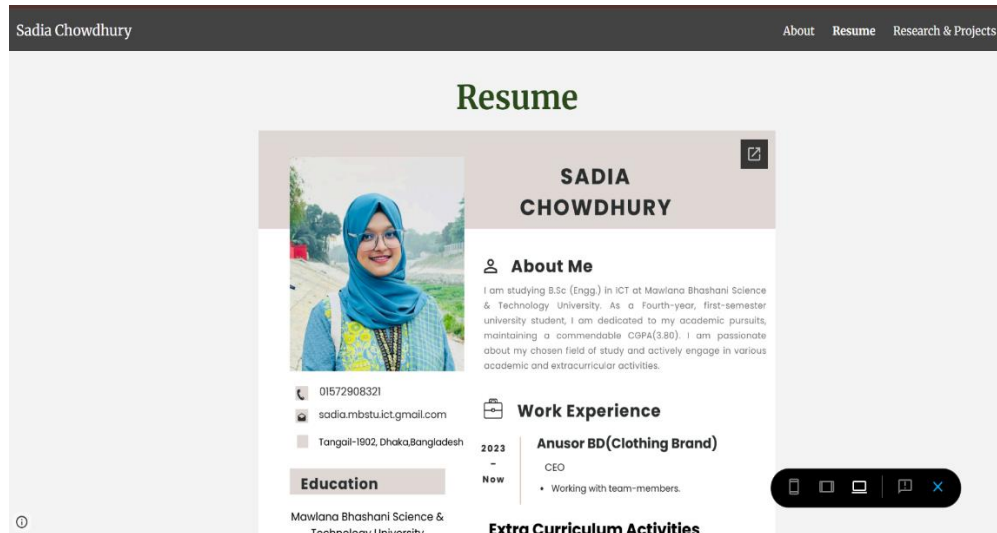 Sadia Chowdhury
About Resume Research & Projects
Resume
SADIA
CHOWDHURY
About Me
I am studying B.Sc (Engg.) in ICT at Mawlana Bhashani Science
& Technology University. As a Fourth-year, first-semester
university student, I am dedicated to my academic pursuits,
maintaining a commendable CGPA(3.80). I am passionate
about my chosen field of study and actively engage in various
academic and extracurricular activities.
01572908321
sadia.mbstu.ict.gmail.com
Tangail-1902, Dhaka,Bangladesh
Education
Mawlana Bhashani Science &
Technology University
Work Experience
2023
–
Now
Anusor BD(Clothing Brand)
CEO
• Working with team-members.
Extra Curriculum Activities